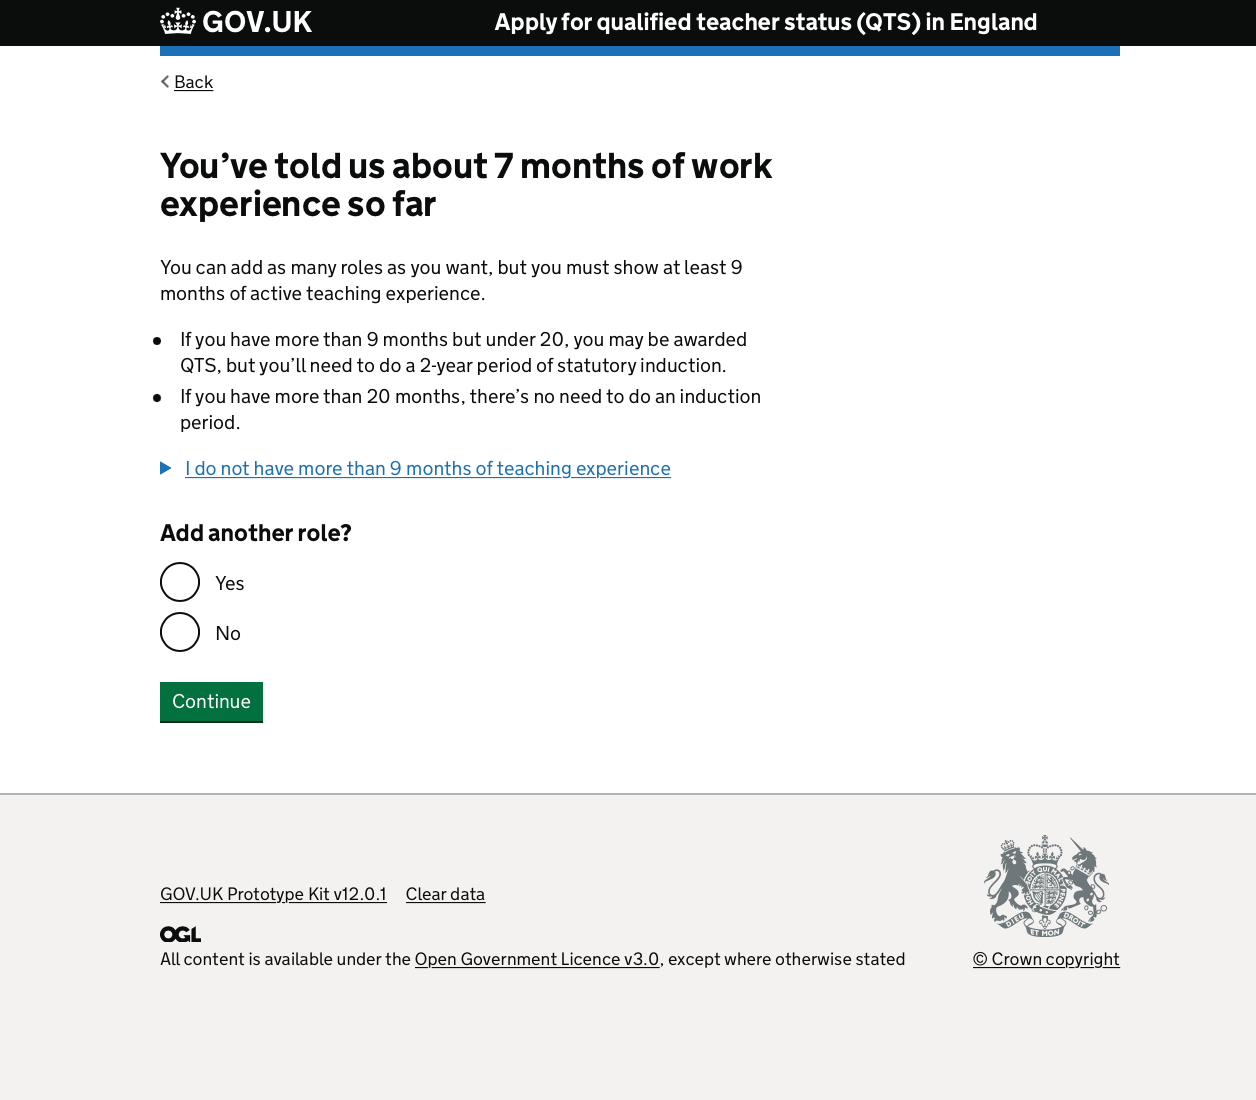 GOV.UK
Apply for qualified teacher status (QTS) in England
Back
You’ve told us about 7 months of work
experience so far
You can add as many roles as you want, but you must show at least 9
months of active teaching experience.
If you have more than 9 months but under 20, you may be awarded
QTS, but you’ll need to do a 2-year period of statutory induction.
If you have more than 20 months, there’s no need to do an induction
period.
I do not have more than 9 months of teaching experience
Add another role?
Yes
No
Continue
GOV.UK Prototype Kit v12.0.1 Clear data
OGL
All content is available under the Open Government Licence v3.0, except where otherwise stated
DIEU ET MON DROIT
© Crown copyright